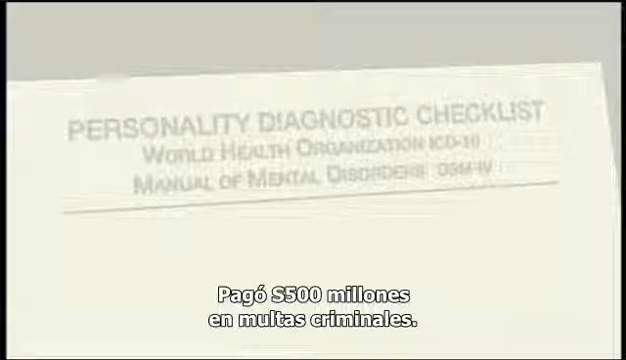 PERSONALITY DIAGNOSTIC CHECKLIST
WORLD HEALTH ORGANIZATION ICD-10
MANUAL OF MENTAL DISORDERS DSM-IV
Pagó S500 millones
en multas criminales.